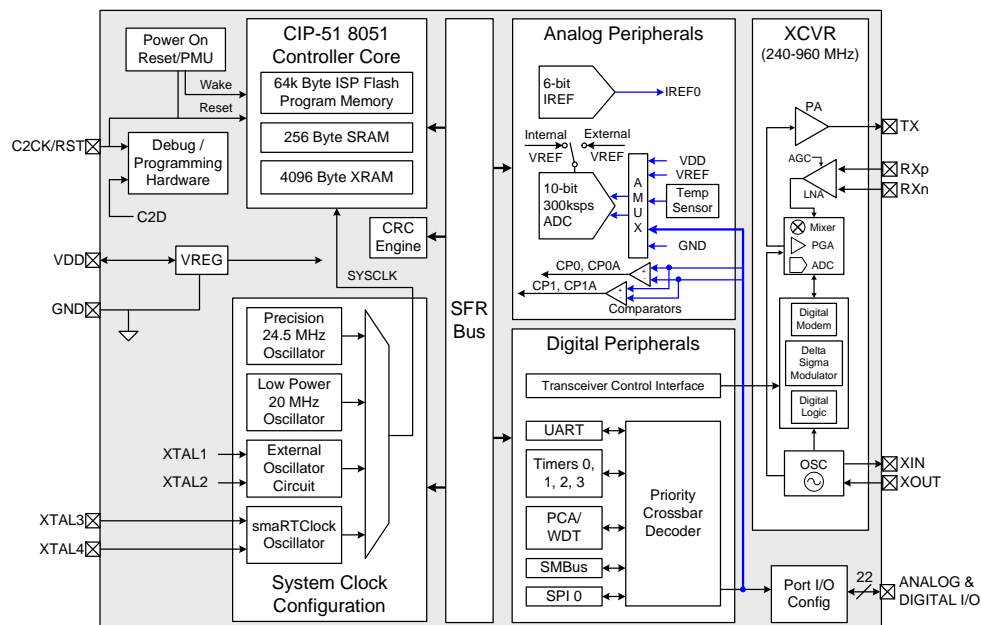 Power On
Reset/PMU
Wake
Reset
C2CK/RST
Debug /
Programming
Hardware
C2D
VDD
VREG
GND
CIP-51 8051
Controller Core
64k Byte ISP Flash
Program Memory
256 Byte SRAM
4096 Byte XRAM
CRC
Engine
SYSCLK
Precision
24.5 MHz
Oscillator
Low Power
20 MHz
Oscillator
External
Oscillator
Circuit
smaRTClock
Oscillator
XTAL1
XTAL2
XTAL3
XTAL4
System Clock
Configuration
SFR
Bus
Analog Peripherals
6-bit
IREF
IREF0
Internal
External
VREF
VREF
10-bit
300ksps
ADC
A
M
U
X
VDD
VREF
Temp
Sensor
GND
CP0, CP0A
CP1, CP1A
+
-
+
-
Comparators
Digital Peripherals
Transceiver Control Interface
UART
Timers 0,
1, 2, 3
PCA/
WDT
SMBus
SPI 0
Priority
Crossbar
Decoder
XCVR
(240-960 MHz)
PA
TX
AGC
LNA
RXp
RXn
Mixer
PGA
ADC
Digital
Modem
Delta
Sigma
Modulator
Digital
Logic
OSC
XIN
XOUT
Port I/O
Config
22
ANALOG &
DIGITAL I/O